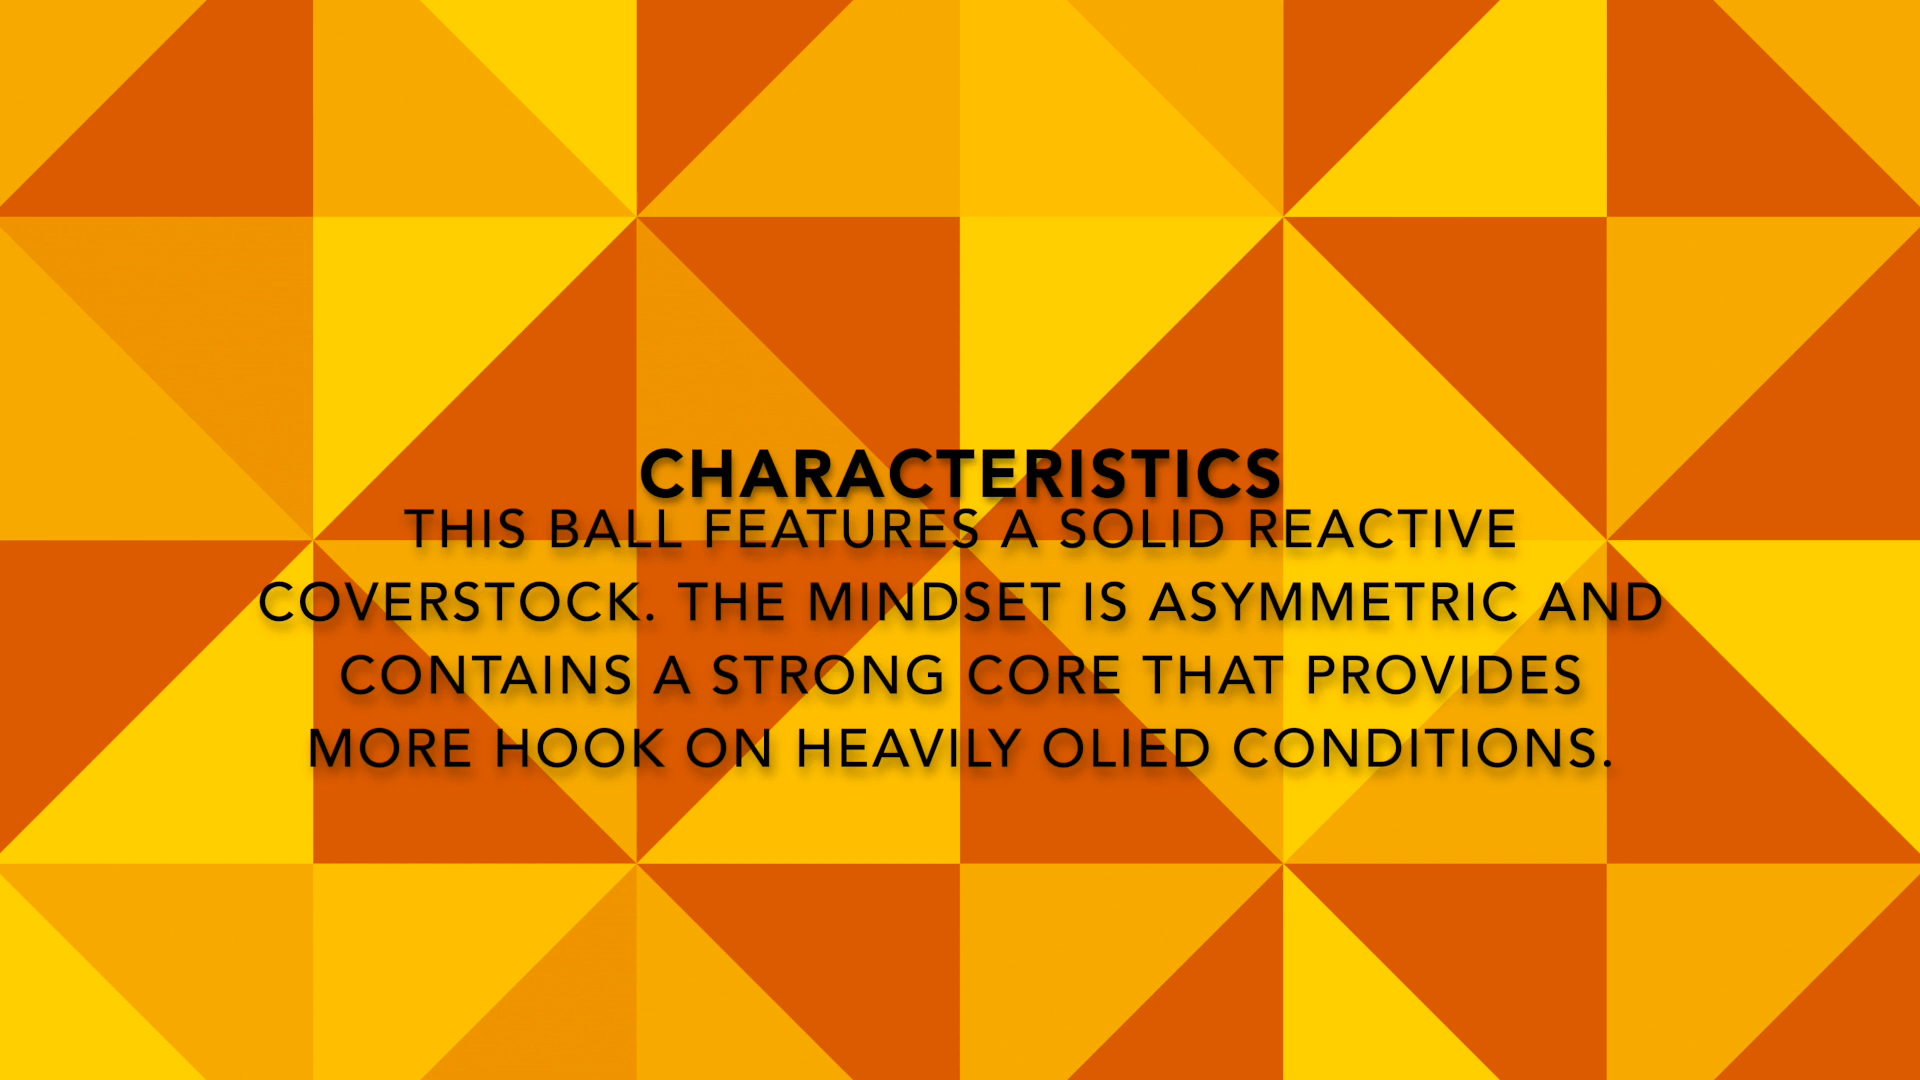 CHARACTERISTICS
THIS BALL FEATURES A SOLID REACTIVE
COVERSTOCK. THE MINDSET IS ASYMMETRIC AND
CONTAINS A STRONG CORE THAT PROVIDES
MORE HOOK ON HEAVILY OLIED CONDITIONS.